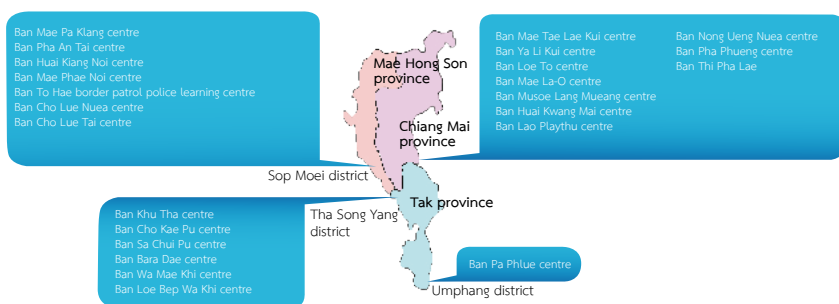 Ban Mae Pa Klang centre
Ban Pha An Tai centre
Ban Huai Kiang Noi centre
Ban Mae Phae Noi centre
Ban To Hae border patrol police learning centre
Ban Cho Lue Nuea centre
Ban Cho Lue Tai centre
Ban Mae Tae Lae Kui centre
Ban Ya Li Kui centre
Ban Loe To centre
Ban Mae La-O centre
Ban Musoe Lang Mueang centre
Ban Huai Kwang Mai centre
Ban Lao Playthu centre
Ban Nong Ueng Nuea centre
Ban Pha Phueng centre
Ban Thi Pha Lae
Mae Hong Son
province
Chiang Mai
province
Sop Moei district
Tak province
Tha Song Yang
district
Ban Khu Tha centre
Ban Cho Kae Pu centre
Ban Sa Chui Pu centre
Ban Bara Dae centre
Ban Wa Mae Khi centre
Ban Loe Bep Wa Khi centre
Ban Pa Phlue centre
Umphang district